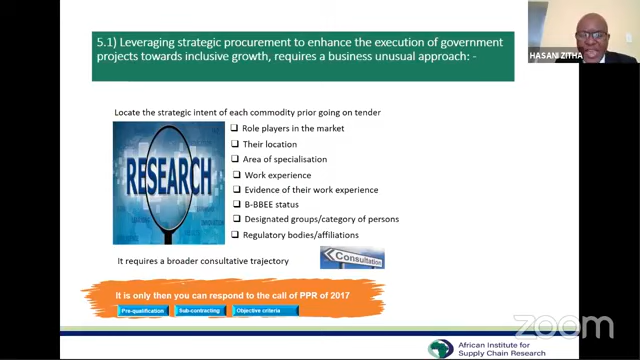 5.1) Leveraging strategic procurement to enhance the execution of government
projects towards inclusive growth, requires a business unusual approach: -
HASANI ZITHA
Locate the strategic intent of each commodity prior going on tender
RESEARCH
Role players in the market
Their location
Area of specialisation
Work experience
Evidence of their work experience
B-BBEE status
Designated groups/category of persons
Regulatory bodies/affiliations
It requires a broader consultative trajectory
Consultation
It is only then you can respond to the call of PPR of 2017
Pre-qualification
Sub-contracting
Objective criteria
African Institute for
Supply Chain Research
zoom